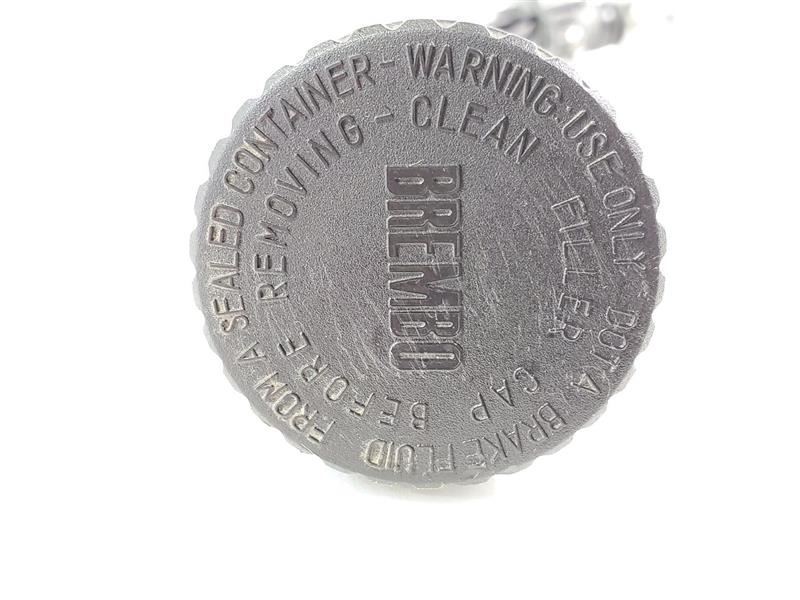 WARNING: USE ONLY DOT 4 BRAKE FLUID FROM A SEALED CONTAINER -
CLEAN FILLER CAP BEFORE REMOVING -
BREMBO